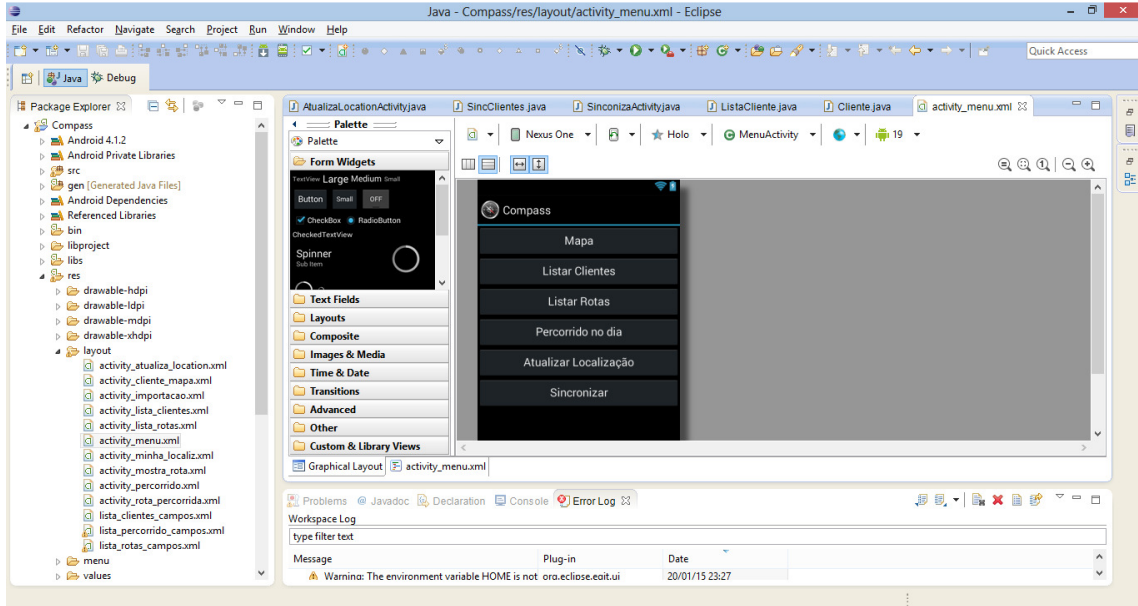 Java - Compass/res/layout/activity_menu.xml - Eclipse
File Edit Refactor Navigate Search Project Run Window Help
Quick Access
Java Debug
Package Explorer
Compass
Android 4.1.2
Android Private Libraries
src
gen [Generated Java Files]
Android Dependencies
Referenced Libraries
bin
libproject
libs
res
drawable-hdpi
drawable-ldpi
drawable-mdpi
drawable-xhdpi
layout
activity_atualiza_location.xml
activity_cliente_mapa.xml
activity_importacao.xml
activity_lista_clientes.xml
activity_lista_rotas.xml
activity_menu.xml
activity_minha_localiz.xml
activity_mostra_rota.xml
activity_percorrido.xml
activity_rota_percorrida.xml
lista_clientes_campos.xml
lista_percorrido_campos.xml
lista_rotas_campos.xml
menu
values
AtualizaLocationActivity.java SincClientes.java SinconizaActivity.java ListaCliente.java Cliente.java activity_menu.xml
Palette
Palette
Form Widgets
TextView Large Medium Small
Button Small OFF
CheckBox RadioButton
CheckedTextView
Spinner
Sub Item
Text Fields
Layouts
Composite
Images & Media
Time & Date
Transitions
Advanced
Other
Custom & Library Views
Nexus One Holo MenuActivity 19
Compass
Mapa
Listar Clientes
Listar Rotas
Percorrido no dia
Atualizar Localização
Sincronizar
Graphical Layout activity_menu.xml
Problems Javadoc Declaration Console Error Log
Workspace Log
type filter text
Message Plug-in Date
Warning: The environment variable HOME is not org.eclipse.egit.ui 20/01/15 23:27